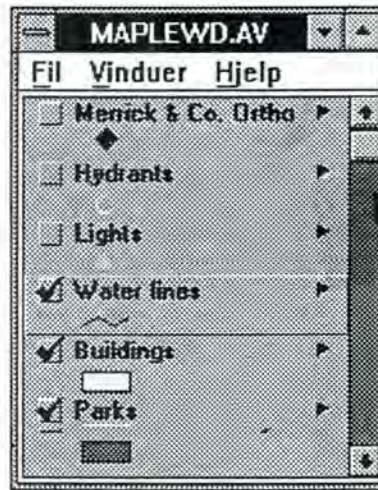 MAPLEWD.AV
Fil Vinduer Hjelp
Merrick & Co. Ortho
Hydrants
Lights
Water lines
Buildings
Parks